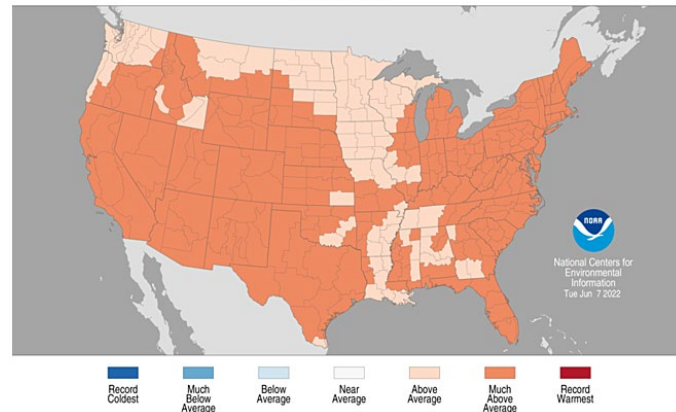 NOAA
National Centers for
Environmental
Information
Tue Jun 7 2022
Record
Coldest
Much
Below
Average
Below
Average
Near
Average
Above
Average
Much
Above
Average
Record
Warmest